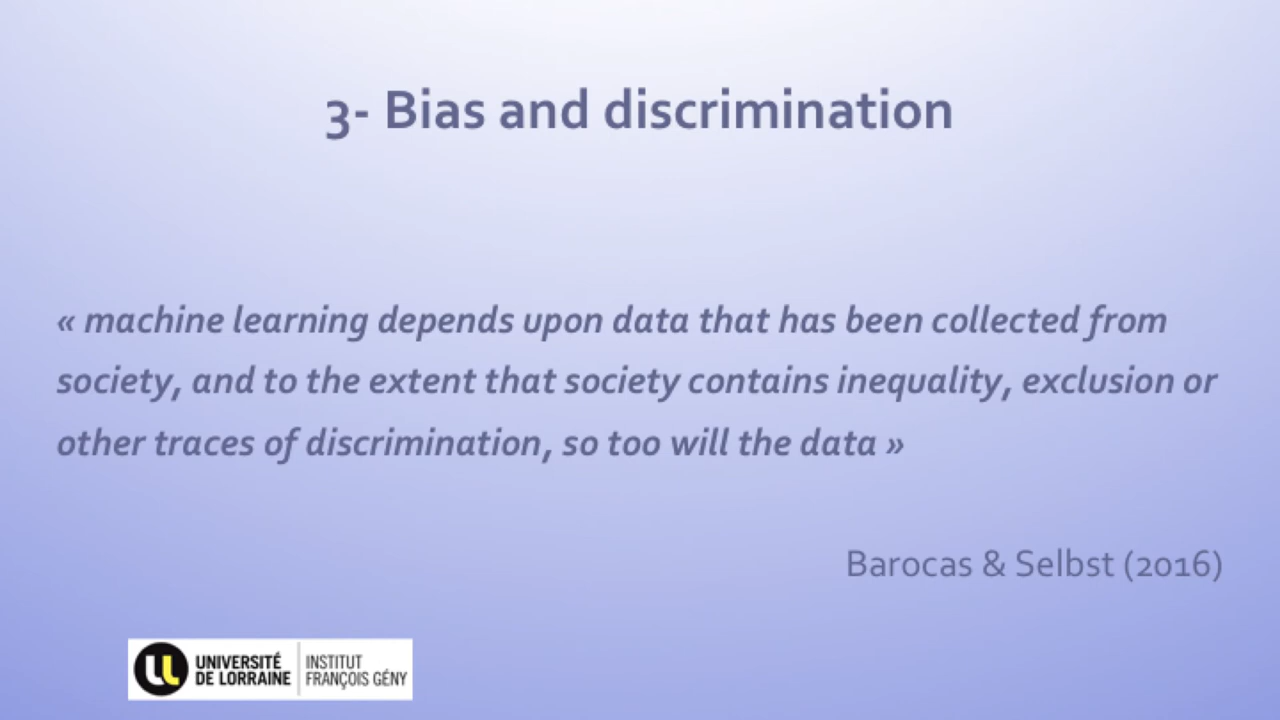 3- Bias and discrimination
« machine learning depends upon data that has been collected from
society, and to the extent that society contains inequality, exclusion or
other traces of discrimination, so too will the data »
Barocas & Selbst (2016)
UNIVERSITÉ
DE LORRAINE
INSTITUT
FRANÇOIS GÉNY